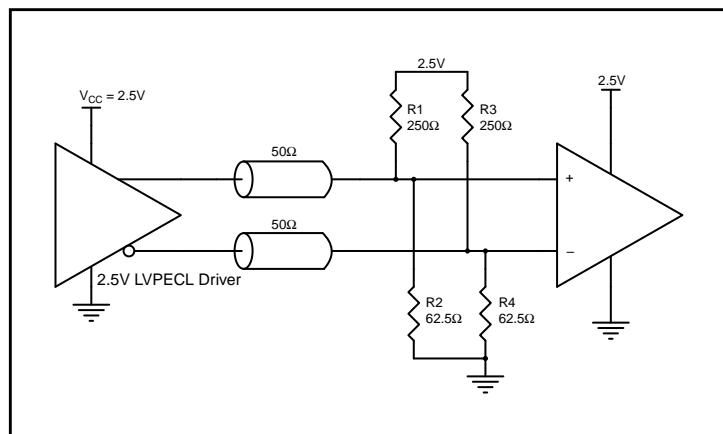 2.5V
V_CC = 2.5V
2.5V
R1
250Ω
R3
250Ω
50Ω
+
50Ω
−
2.5V LVPECL Driver
R2
62.5Ω
R4
62.5Ω